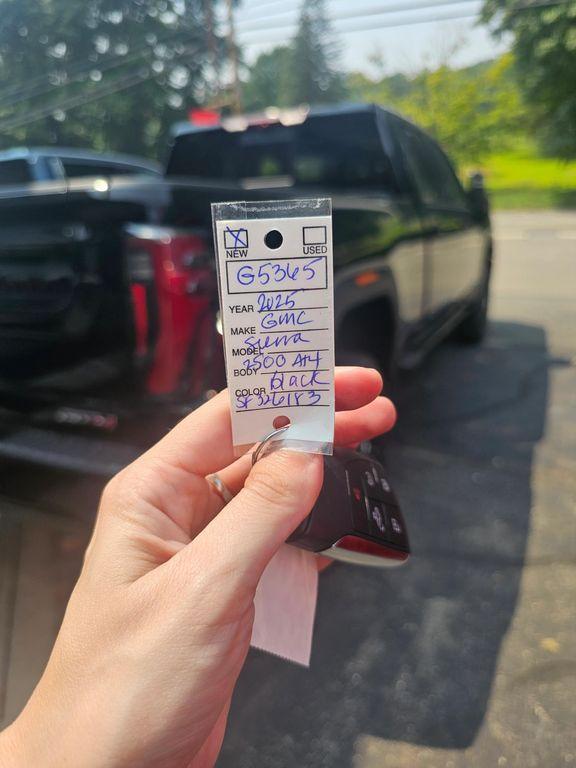 NEW USED
G5365
YEAR 2025
MAKE GMC
MODEL Sierra
BODY 2500 AT4
COLOR black
SF326183